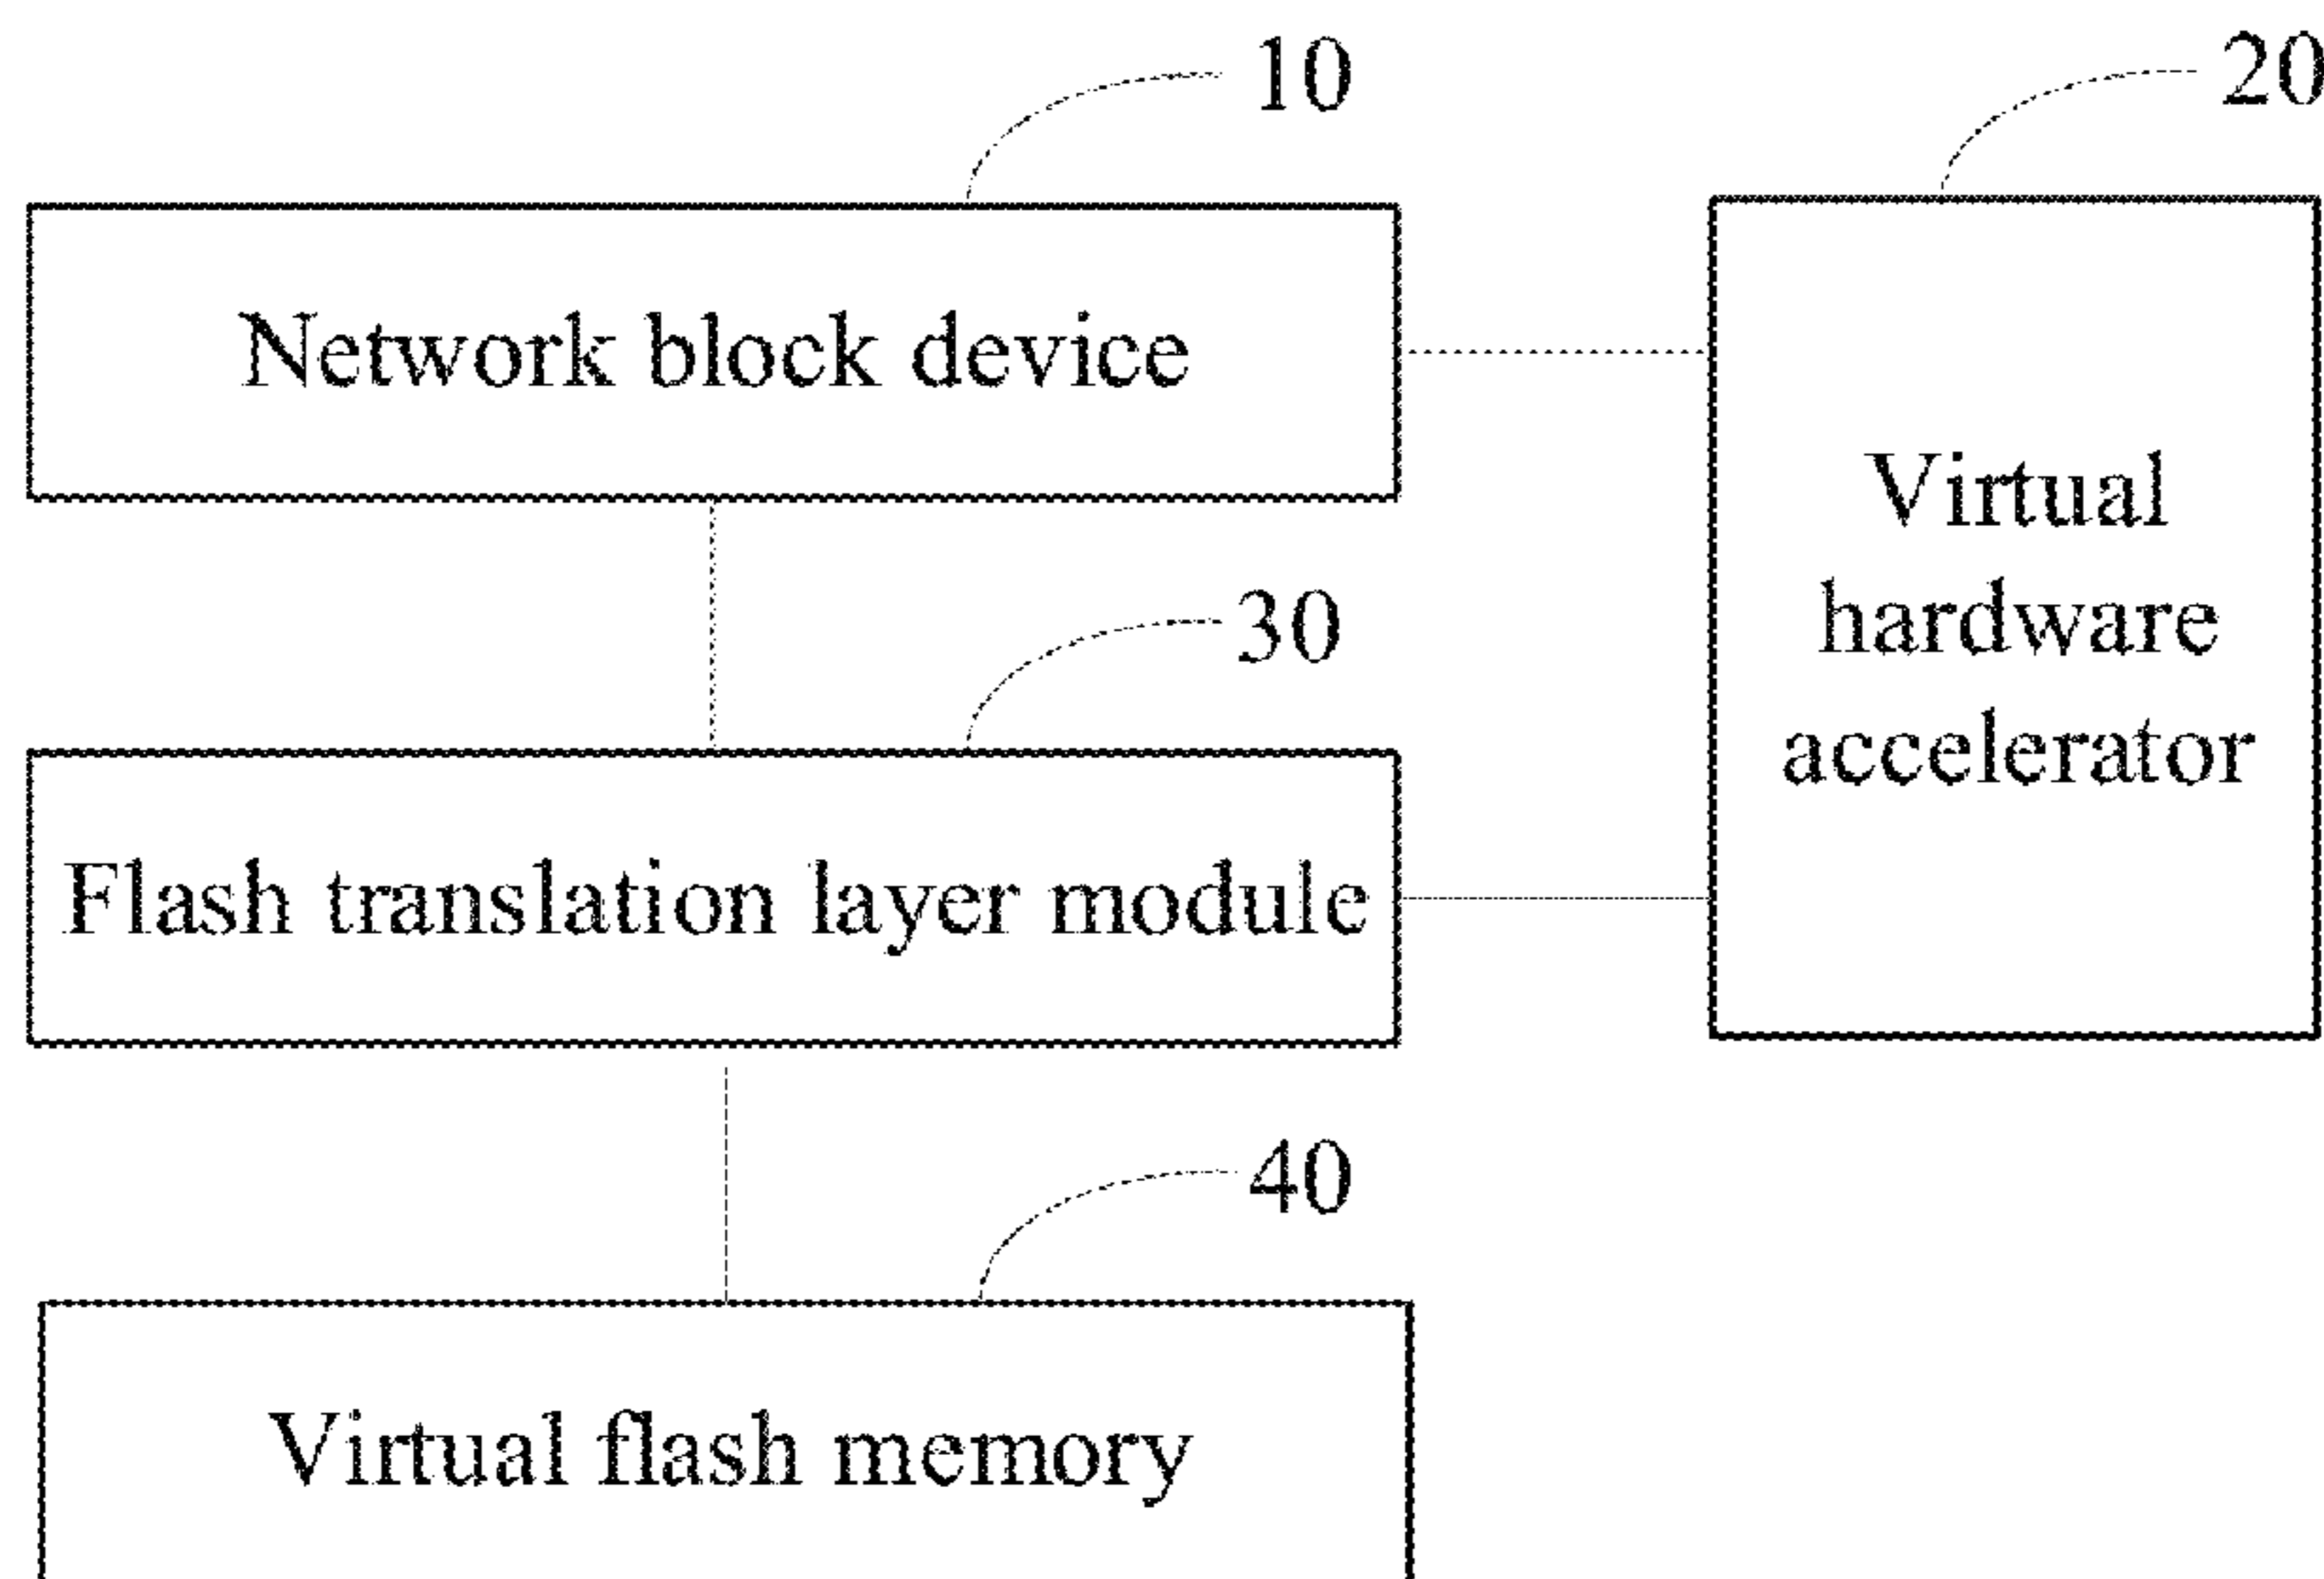 10
20
Network block device
Virtual
hardware
accelerator
30
Flash translation layer module
40
Virtual flash memory